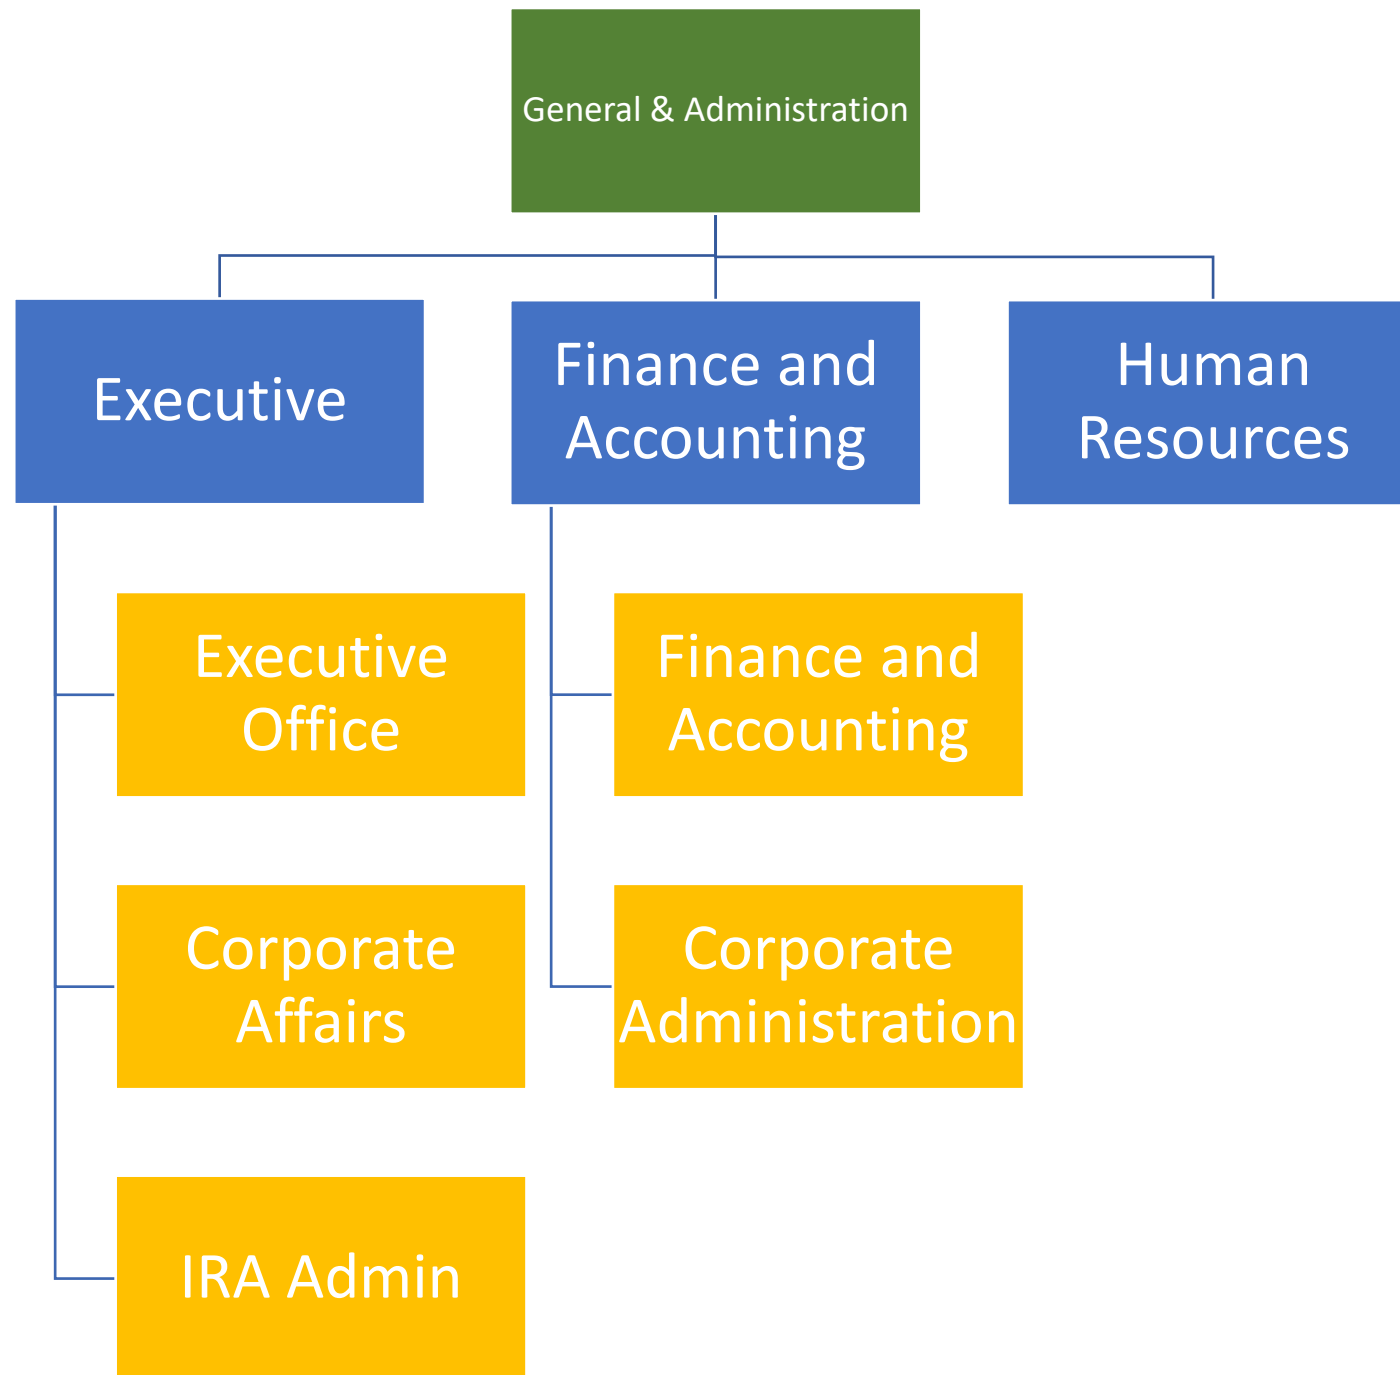 General & Administration
Executive
Finance and
Accounting
Human
Resources
Executive
Office
Finance and
Accounting
Corporate
Affairs
Corporate
Administration
IRA Admin